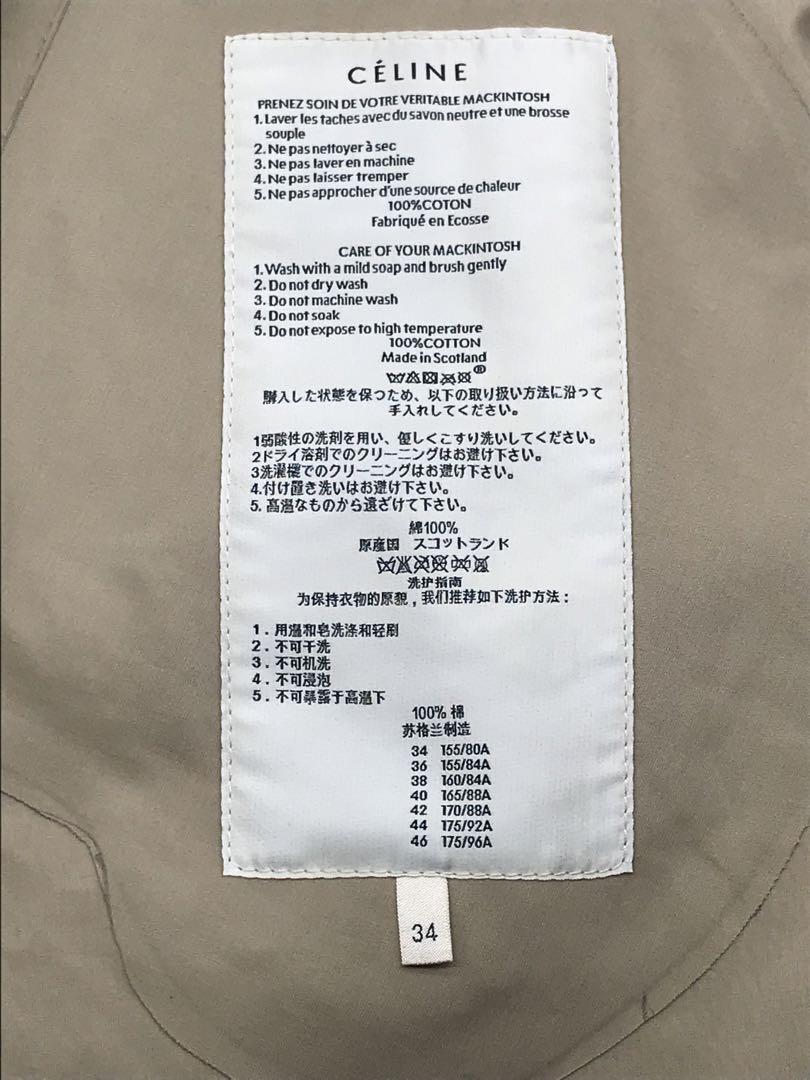 CÉLINE
PRENEZ SOIN DE VOTRE VERITABLE MACKINTOSH
1. Laver les taches avec du savon neutre et une brosse
souple
2. Ne pas nettoyer à sec
3. Ne pas laver en machine
4. Ne pas laisser tremper
5. Ne pas approcher d'une source de chaleur
100%COTON
Fabriqué en Ecosse
CARE OF YOUR MACKINTOSH
1. Wash with a mild soap and brush gently
2. Do not dry wash
3. Do not machine wash
4. Do not soak
5. Do not expose to high temperature
100%COTTON
Made in Scotland
®
購入した状態を保つため、以下の取り扱い方法に沿って
手入れしてください。
1弱酸性の洗剤を用い、優しくこすり洗いしてください。
2ドライ溶剤でのクリーニングはお避け下さい。
3洗濯機でのクリーニングはお避け下さい。
4.付け置き洗いはお避け下さい。
5. 高温なものから遠ざけて下さい。
綿100%
原産国 スコットランド
洗护指南
为保持衣物的原貌，我们推荐如下洗护方法：
1．用温和皂洗涤和轻刷
2．不可干洗
3．不可机洗
4．不可浸泡
5．不可暴露于高温下
100% 棉
苏格兰制造
34 155/80A
36 155/84A
38 160/84A
40 165/88A
42 170/88A
44 175/92A
46 175/96A
34